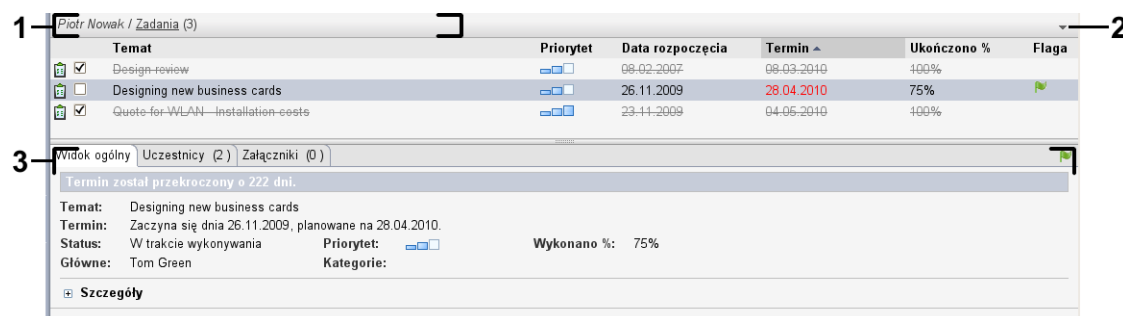 1 Piotr Nowak / Zadania (3) 2
Temat Priorytet Data rozpoczęcia Termin Ukończono % Flaga
Design review 08.02.2007 08.03.2010 100%
Designing new business cards 26.11.2009 28.04.2010 75%
Quote for WLAN - Installation costs 23.11.2009 04.05.2010 100%
3 Widok ogólny Uczestnicy (2) Załączniki (0)
Termin został przekroczony o 222 dni.
Temat: Designing new business cards
Termin: Zaczyna się dnia 26.11.2009, planowane na 28.04.2010.
Status: W trakcie wykonywania Priorytet: Wykonano %: 75%
Główne: Tom Green Kategorie:
Szczegóły